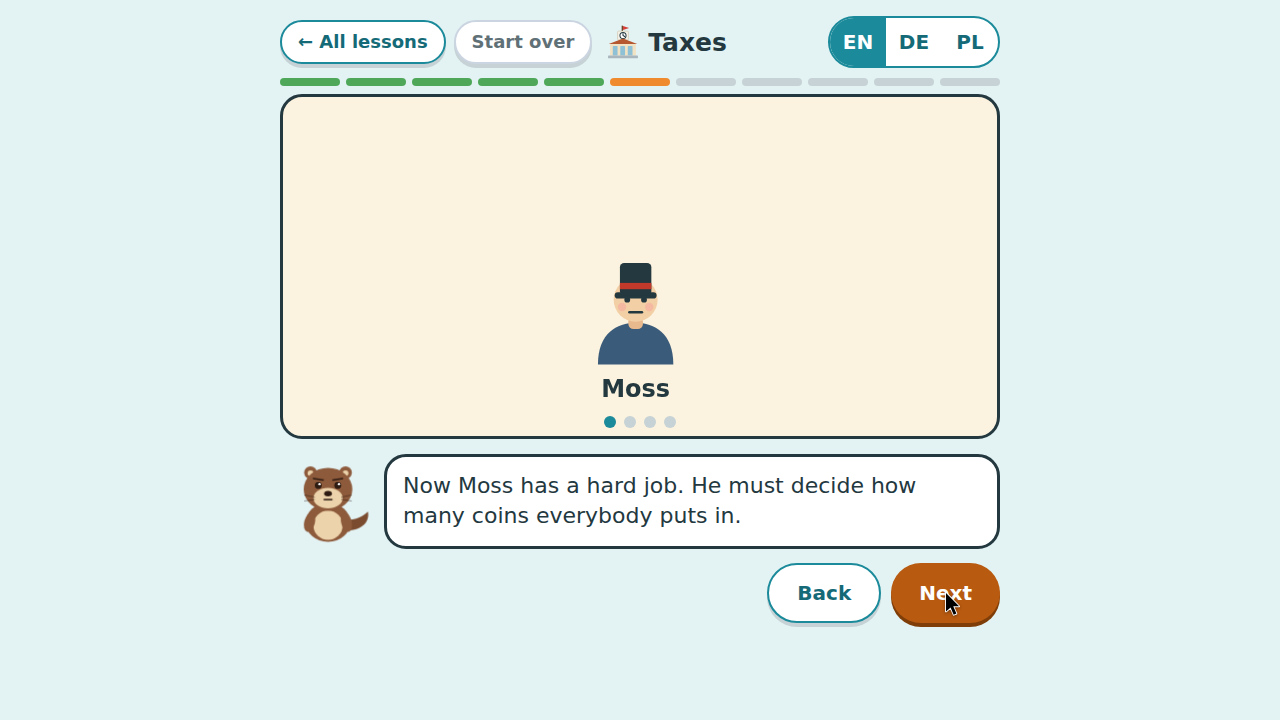 ← All lessons
Start over
Taxes
EN
DE
PL
Moss
Now Moss has a hard job. He must decide how
many coins everybody puts in.
Back
Next